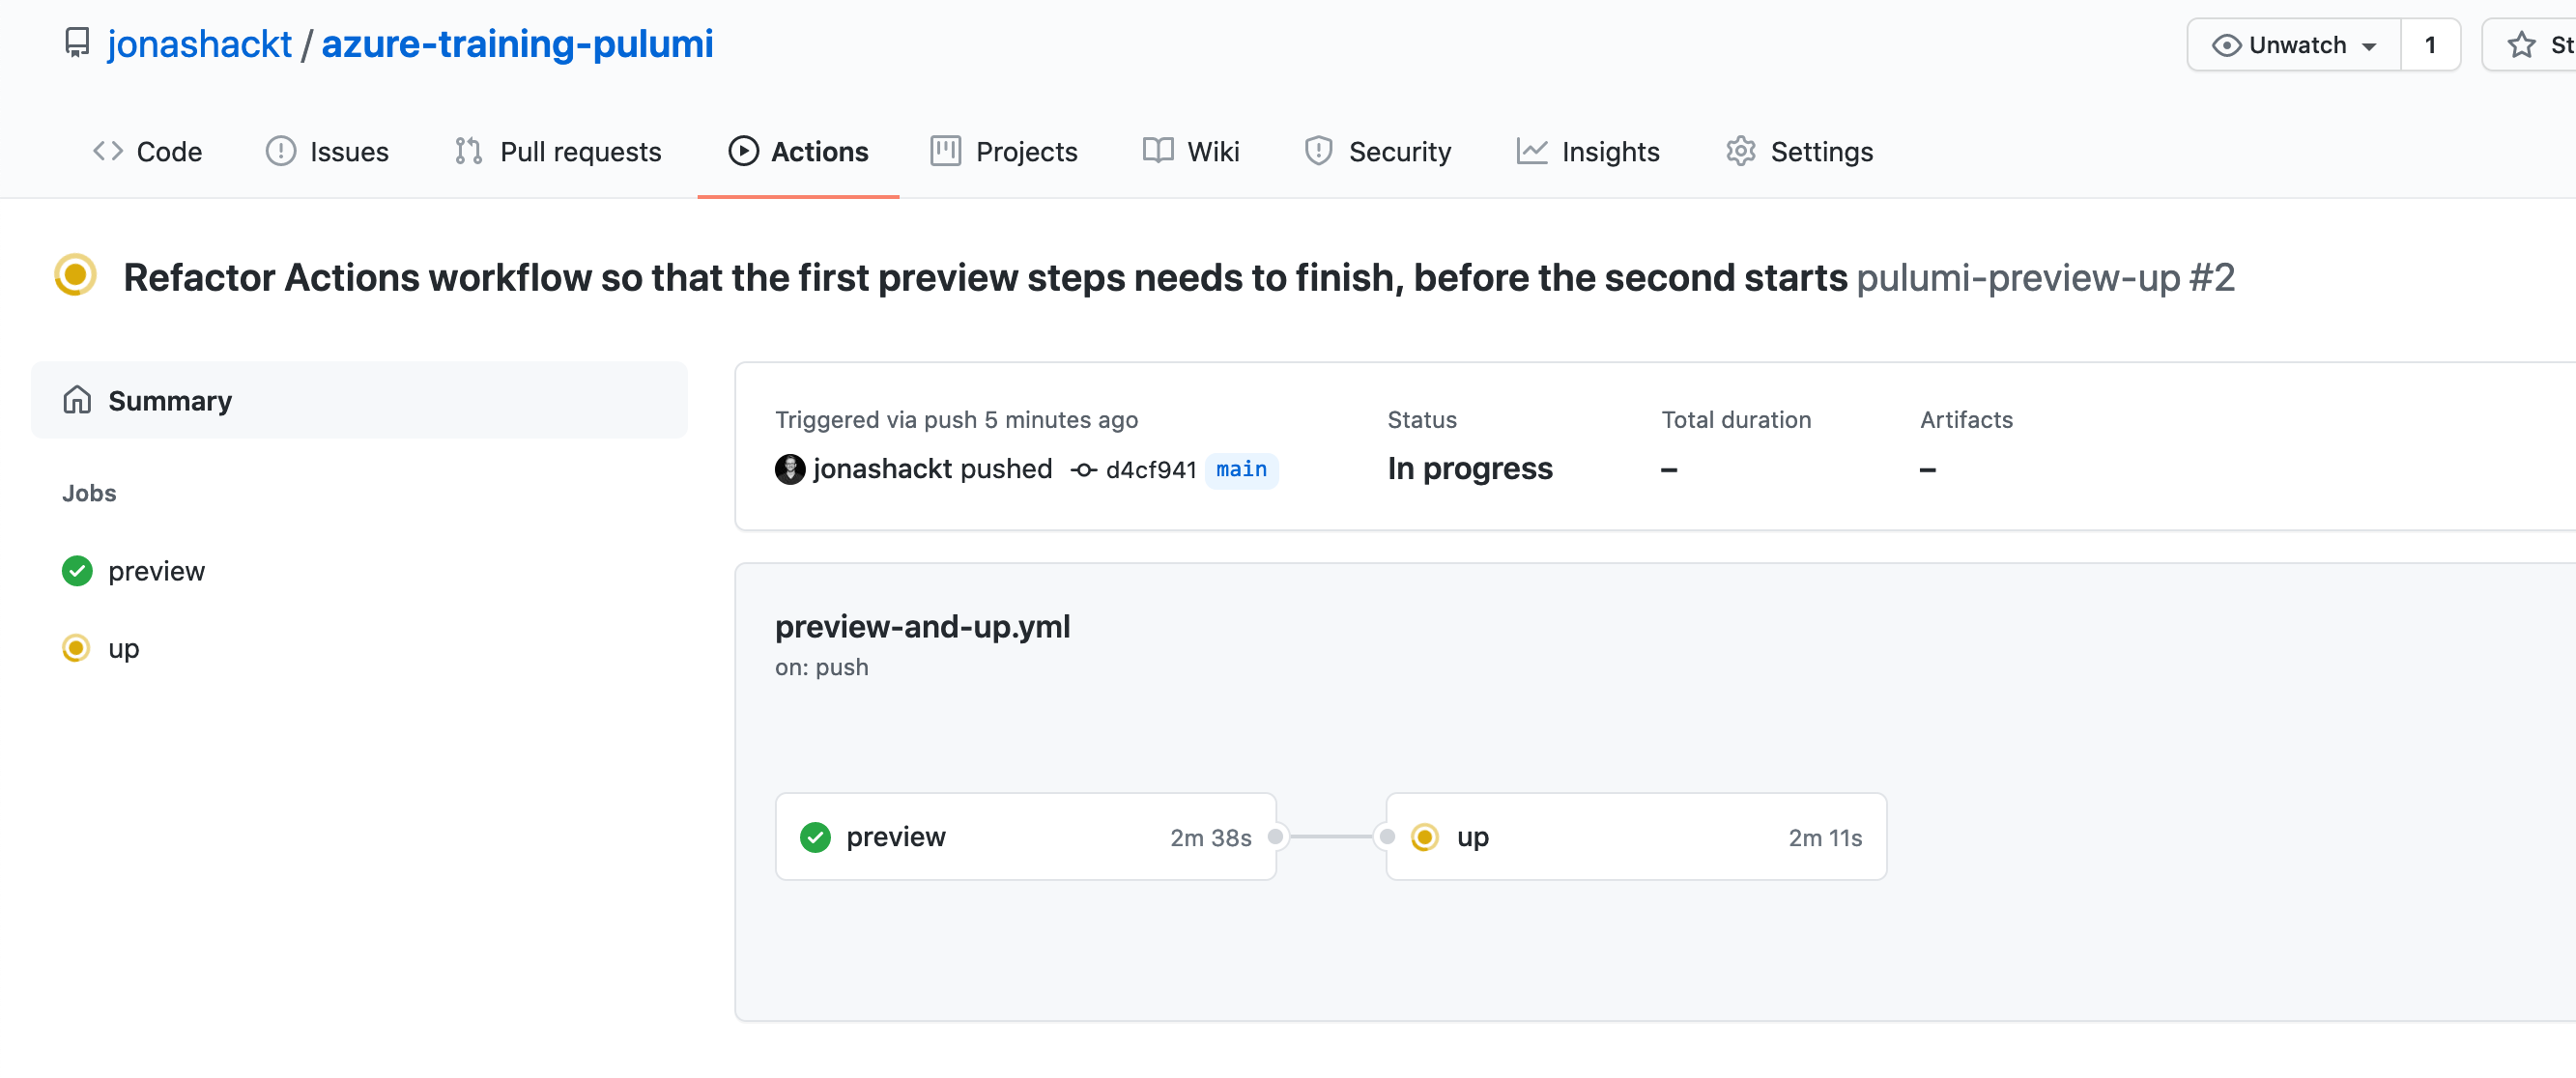 jonashackt / azure-training-pulumi
Unwatch 1 St
Code Issues Pull requests Actions Projects Wiki Security Insights Settings
Refactor Actions workflow so that the first preview steps needs to finish, before the second starts pulumi-preview-up #2
Summary
Jobs
preview
up
Triggered via push 5 minutes ago
jonashackt pushed d4cf941 main
Status
In progress
Total duration
–
Artifacts
–
preview-and-up.yml
on: push
preview 2m 38s
up 2m 11s